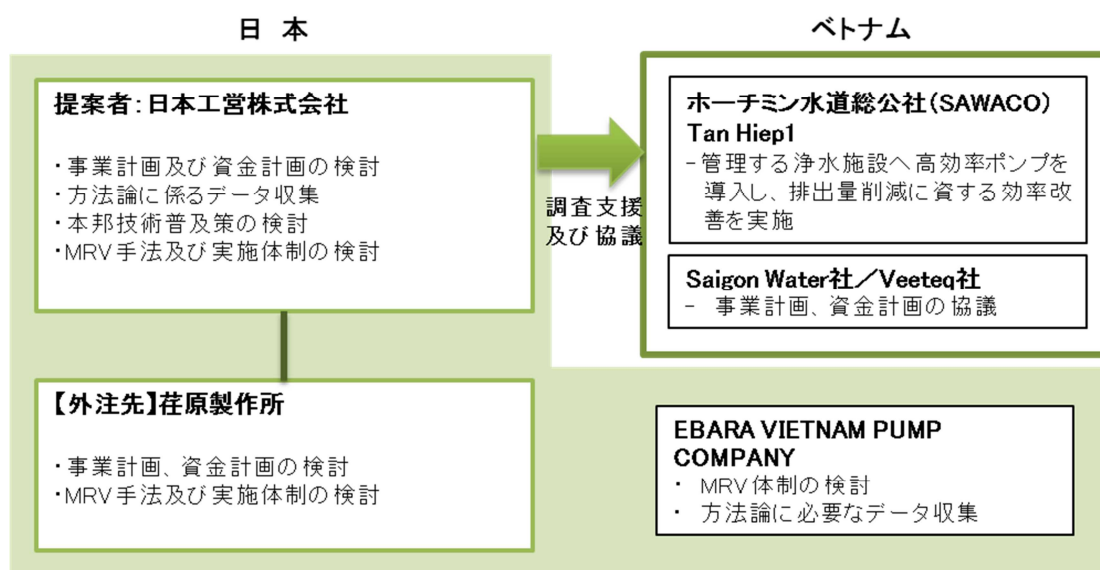 日 本
ベトナム
提案者:日本工営株式会社
・事業計画及び資金計画の検討
・方法論に係るデータ収集
・本邦技術普及策の検討
・MRV手法及び実施体制の検討
調査支援
及び協議
ホーチミン水道総公社(SAWACO)
Tan Hiep1
-管理する浄水施設へ高効率ポンプを
導入し、排出量削減に資する効率改
善を実施
Saigon Water社/Veeteq社
- 事業計画、資金計画の協議
【外注先】荏原製作所
・事業計画、資金計画の検討
・MRV手法及び実施体制の検討
EBARA VIETNAM PUMP
COMPANY
・ MRV体制の検討
・ 方法論に必要なデータ収集